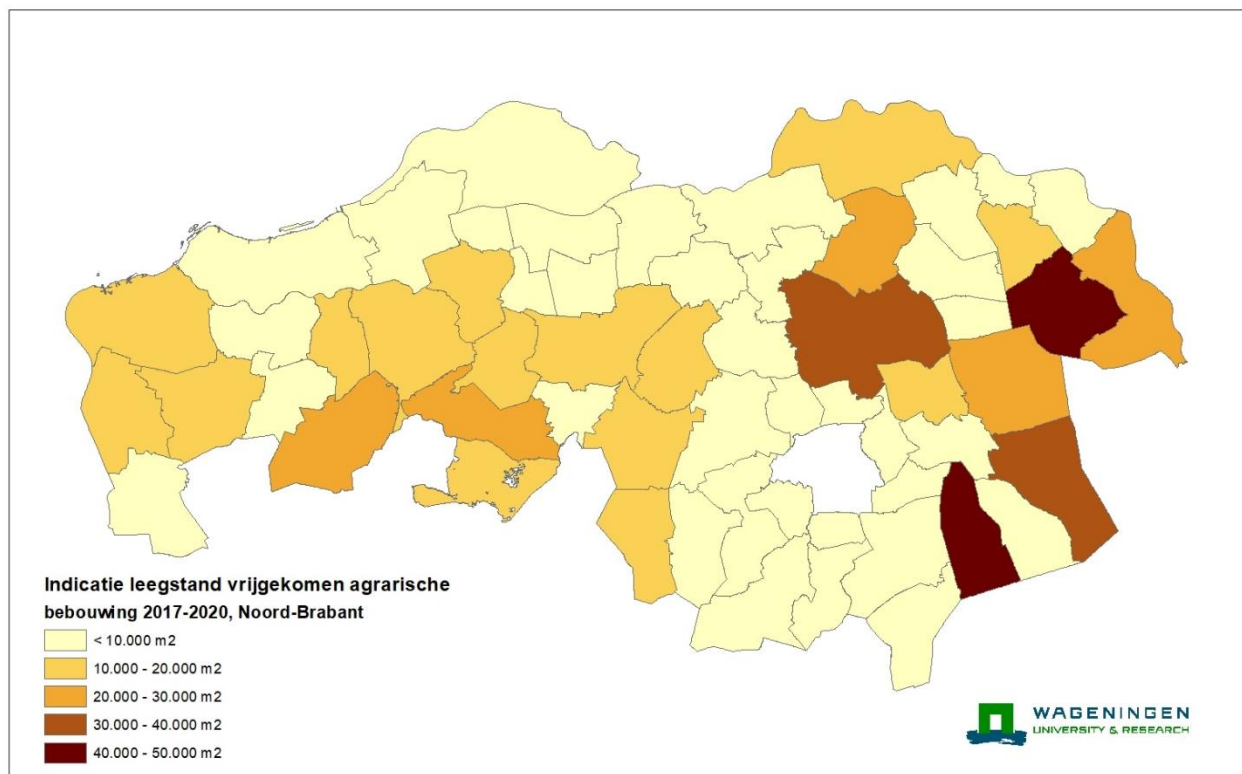 Indicatie leegstand vrijgekomen agrarische
bebouwing 2017-2020, Noord-Brabant
< 10.000 m2
10.000 - 20.000 m2
20.000 - 30.000 m2
30.000 - 40.000 m2
40.000 - 50.000 m2
WAGENINGEN
UNIVERSITY & RESEARCH